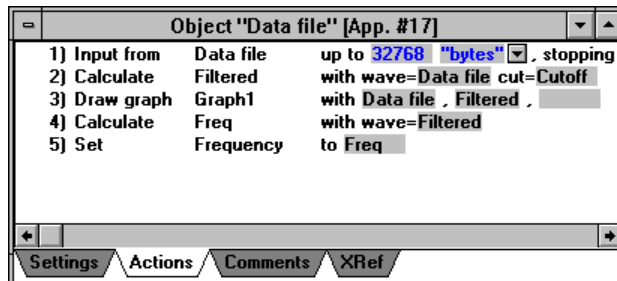 Object "Data file" [App. #17]
1) Input from Data file up to 32768 "bytes" , stopping
2) Calculate Filtered with wave=Data file cut=Cutoff
3) Draw graph Graph1 with Data file , Filtered ,
4) Calculate Freq with wave=Filtered
5) Set Frequency to Freq
Settings Actions Comments XRef